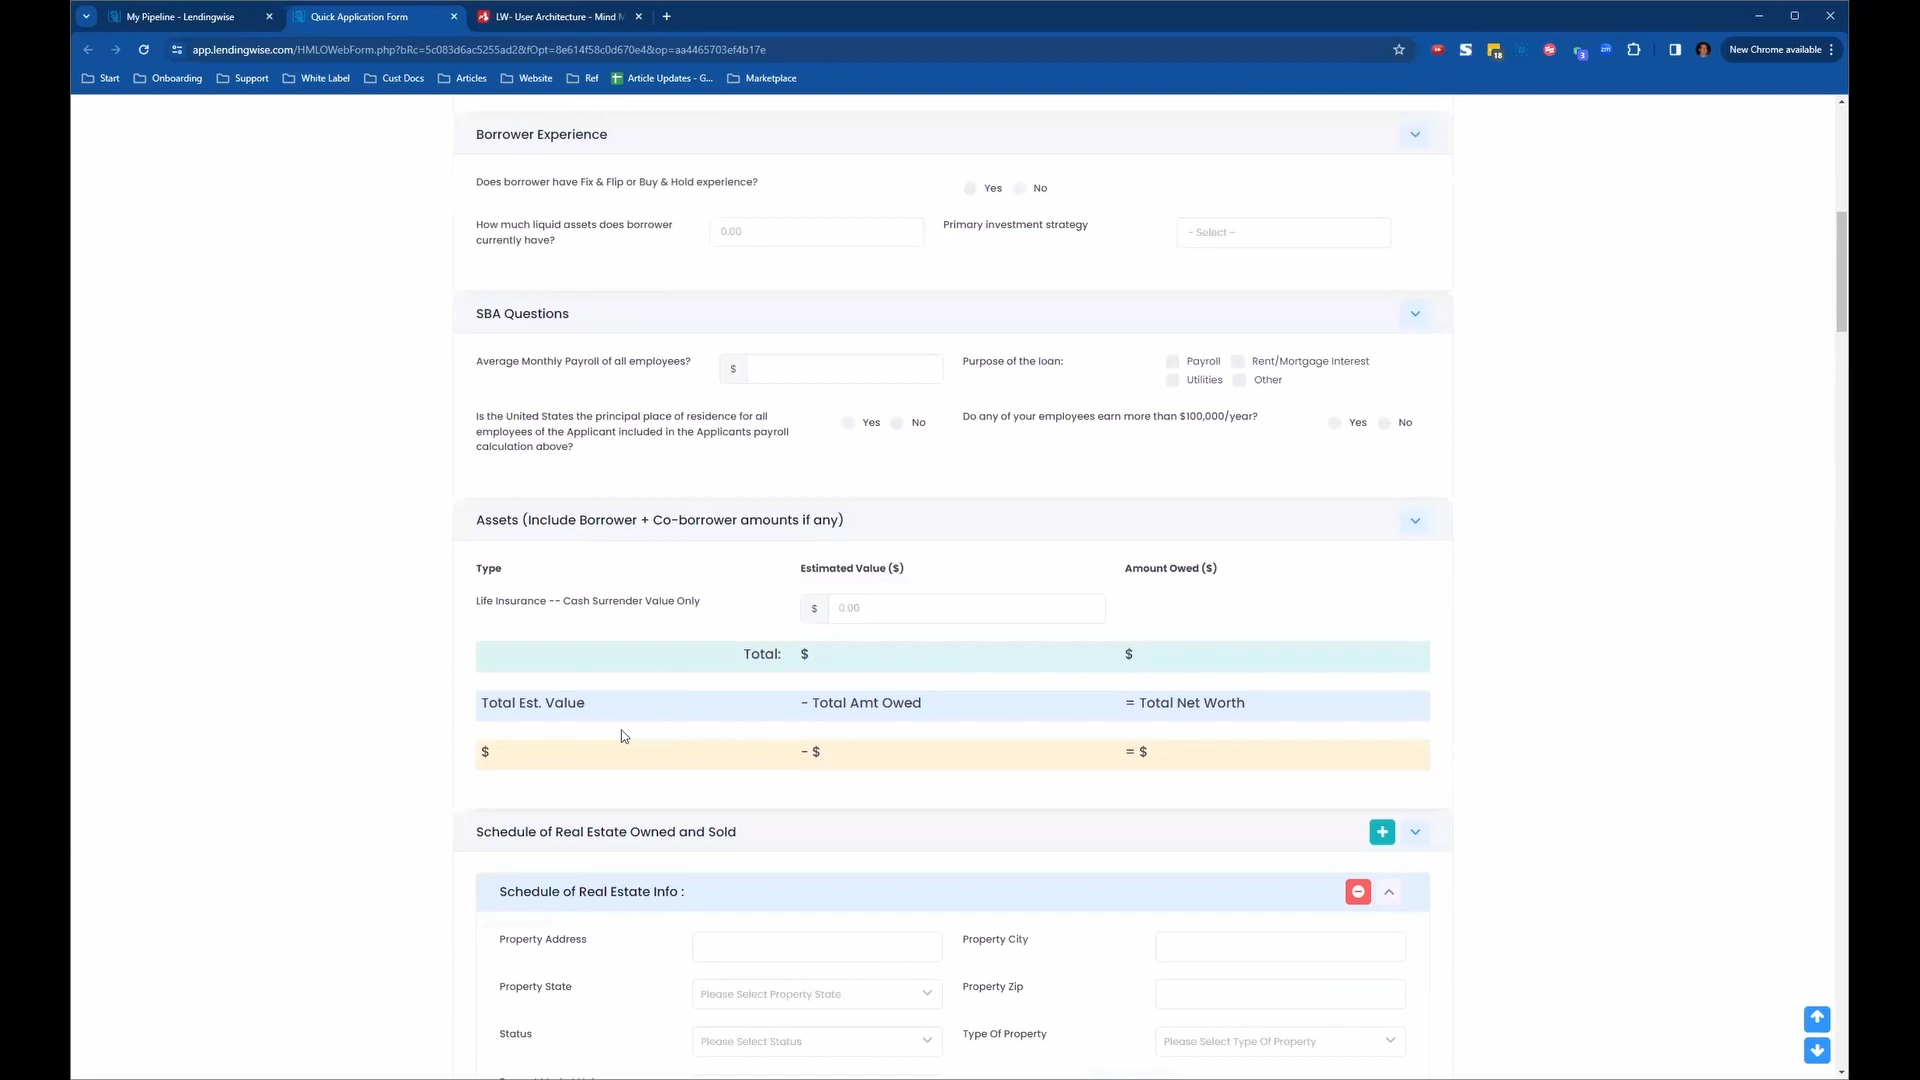 My Pipeline - Lendingwise
Quick Application Form
LW- User Architecture - Mind M
app.lendingwise.com/HMLOWebForm.php?bRc=5c083d6ac5255ad2&fOpt=8e614f58c0d670e4&op=aa4465703ef4b17e
18
3
zm
New Chrome available
Start
Onboarding
Support
White Label
Cust Docs
Articles
Website
Ref
Article Updates - G...
Marketplace
Borrower Experience
Does borrower have Fix & Flip or Buy & Hold experience?
Yes
No
How much liquid assets does borrower
currently have?
0.00
Primary investment strategy
- Select -
SBA Questions
Average Monthly Payroll of all employees?
$
Purpose of the loan:
Payroll
Rent/Mortgage Interest
Utilities
Other
Is the United States the principal place of residence for all
employees of the Applicant included in the Applicants payroll
calculation above?
Yes
No
Do any of your employees earn more than $100,000/year?
Yes
No
Assets (Include Borrower + Co-borrower amounts if any)
Type
Estimated Value ($)
Amount Owed ($)
Life Insurance -- Cash Surrender Value Only
$
0.00
Total:
$
$
Total Est. Value
- Total Amt Owed
= Total Net Worth
$
- $
= $
Schedule of Real Estate Owned and Sold
Schedule of Real Estate Info :
Property Address
Property City
Property State
Please Select Property State
Property Zip
Status
Please Select Status
Type Of Property
Please Select Type Of Property